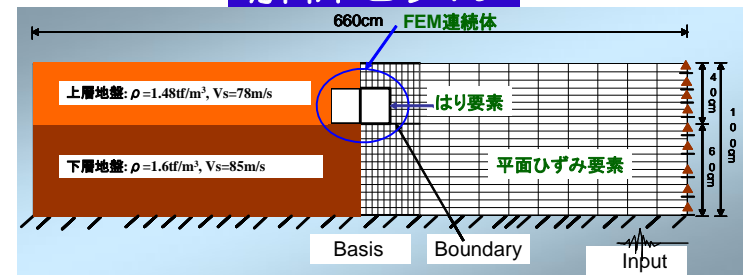 660cm
FEM連続体
上層地盤:ρ=1.48tf/m³, Vs=78m/s
はり要素
40cm
100cm
下層地盤:ρ=1.6tf/m³, Vs=85m/s
平面ひずみ要素
60cm
Basis
Boundary
Input